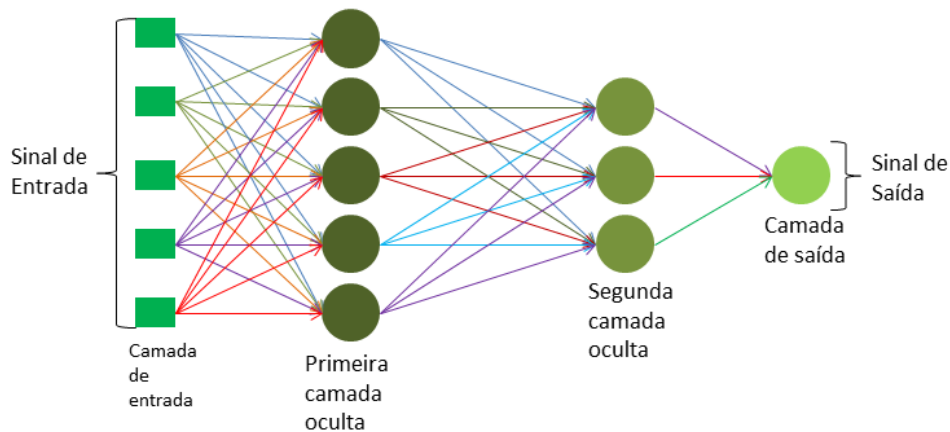 Sinal de
Entrada
Camada
de
entrada
Primeira
camada
oculta
Segunda
camada
oculta
Camada
de saída
Sinal de
Saída